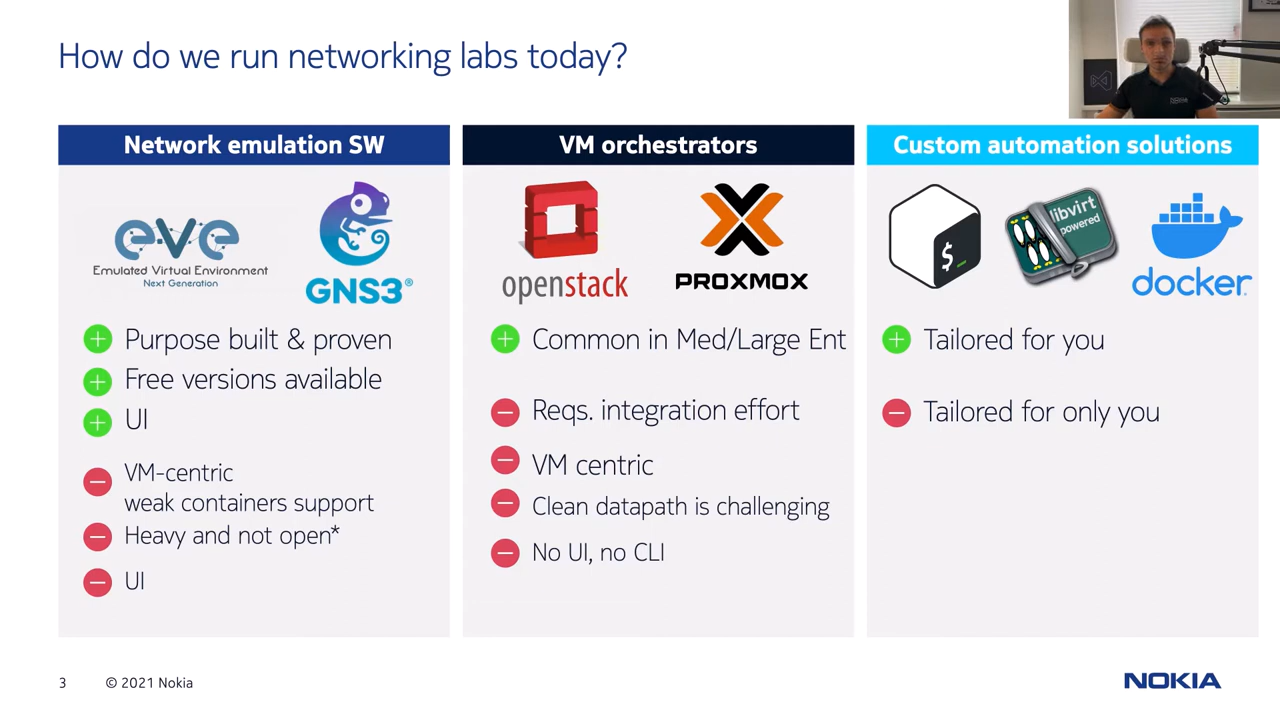 How do we run networking labs today?
Network emulation SW
eve
Emulated Virtual Environment
Next Generation
GNS3®
+ Purpose built & proven
+ Free versions available
+ UI
− VM-centric
weak containers support
− Heavy and not open*
− UI
VM orchestrators
openstack
PROXMOX
+ Common in Med/Large Ent
− Reqs. integration effort
− VM centric
− Clean datapath is challenging
− No UI, no CLI
Custom automation solutions
$_
libvirt
powered
docker
+ Tailored for you
− Tailored for only you
3
© 2021 Nokia
NOKIA